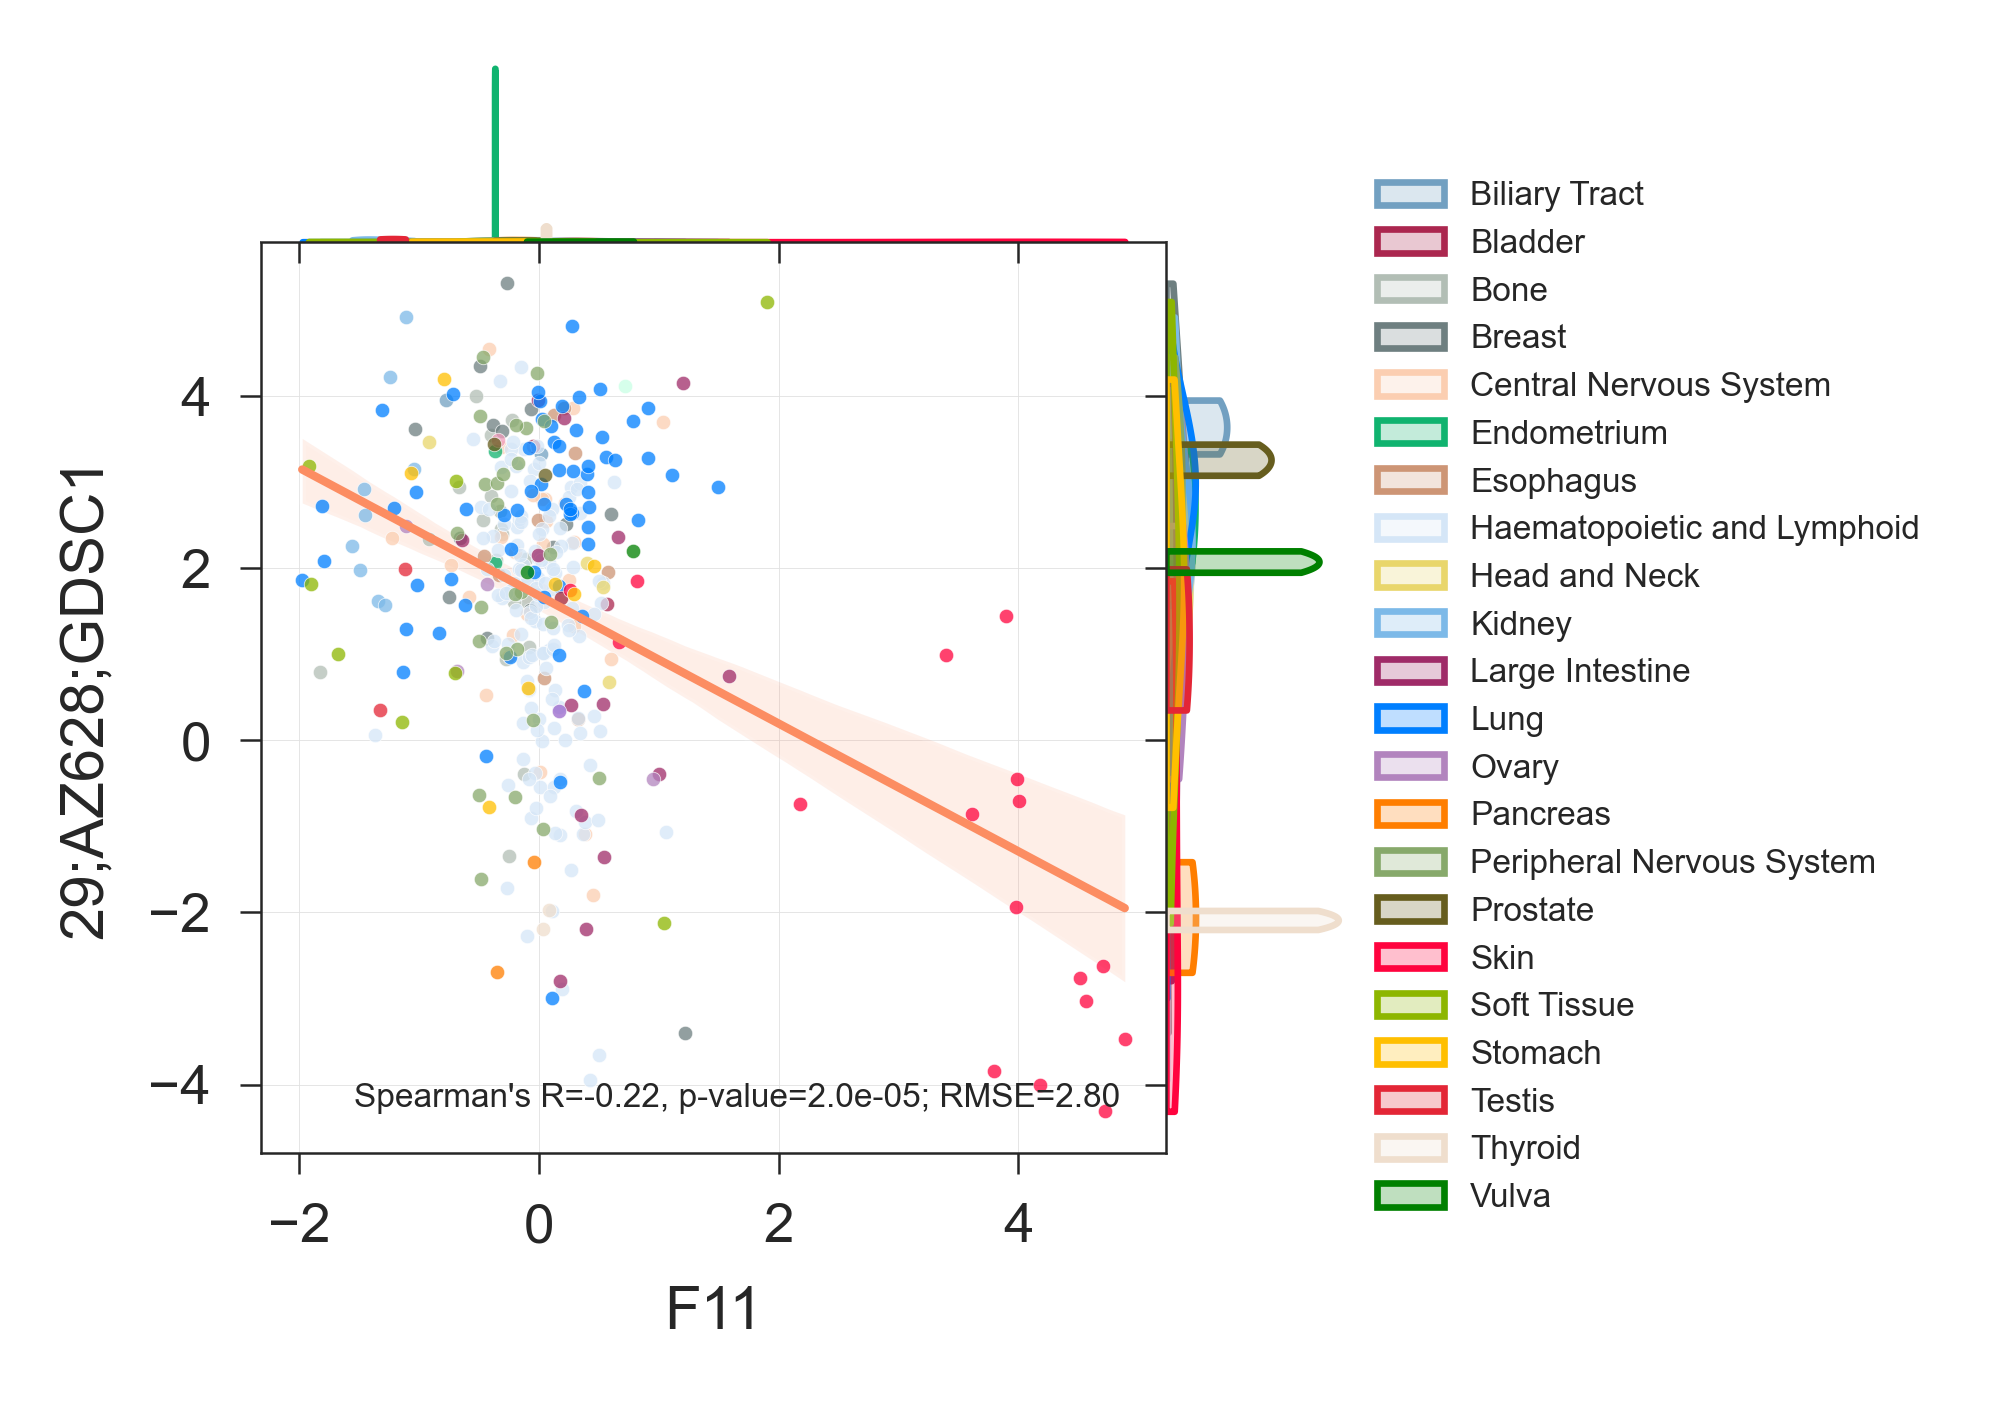 Biliary Tract
Bladder
Bone
Breast
Central Nervous System
Endometrium
Esophagus
Haematopoietic and Lymphoid
Head and Neck
Kidney
Large Intestine
Lung
Ovary
Pancreas
Peripheral Nervous System
Prostate
Skin
Soft Tissue
Stomach
Testis
Thyroid
Vulva
29;AZ628;GDSC1
4
2
0
−2
−4
Spearman's R=-0.22, p-value=2.0e-05; RMSE=2.80
−2 0 2 4
F11